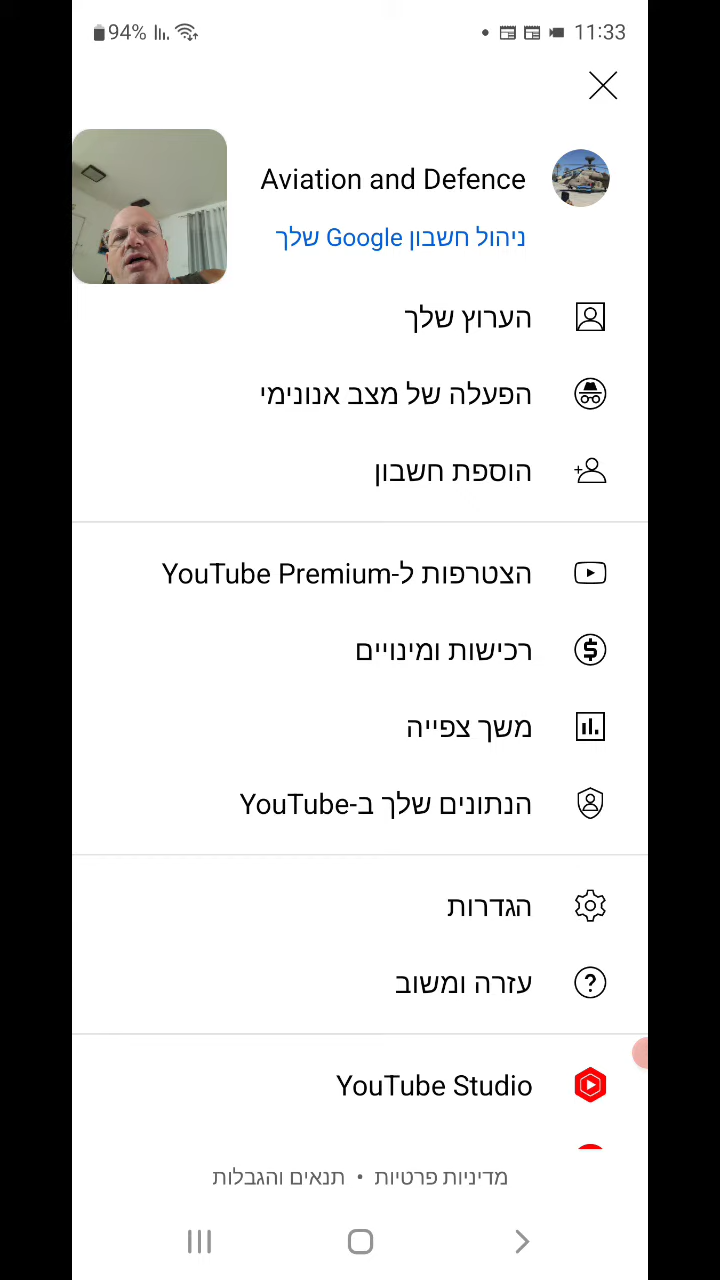 94% 11:33
Aviation and Defence
ניהול חשבון Google שלך
הערוץ שלך
הפעלה של מצב אנונימי
הוספת חשבון
הצטרפות ל-YouTube Premium
רכישות ומינויים
משך צפייה
הנתונים שלך ב-YouTube
הגדרות
עזרה ומשוב
YouTube Studio
מדיניות פרטיות • תנאים והגבלות